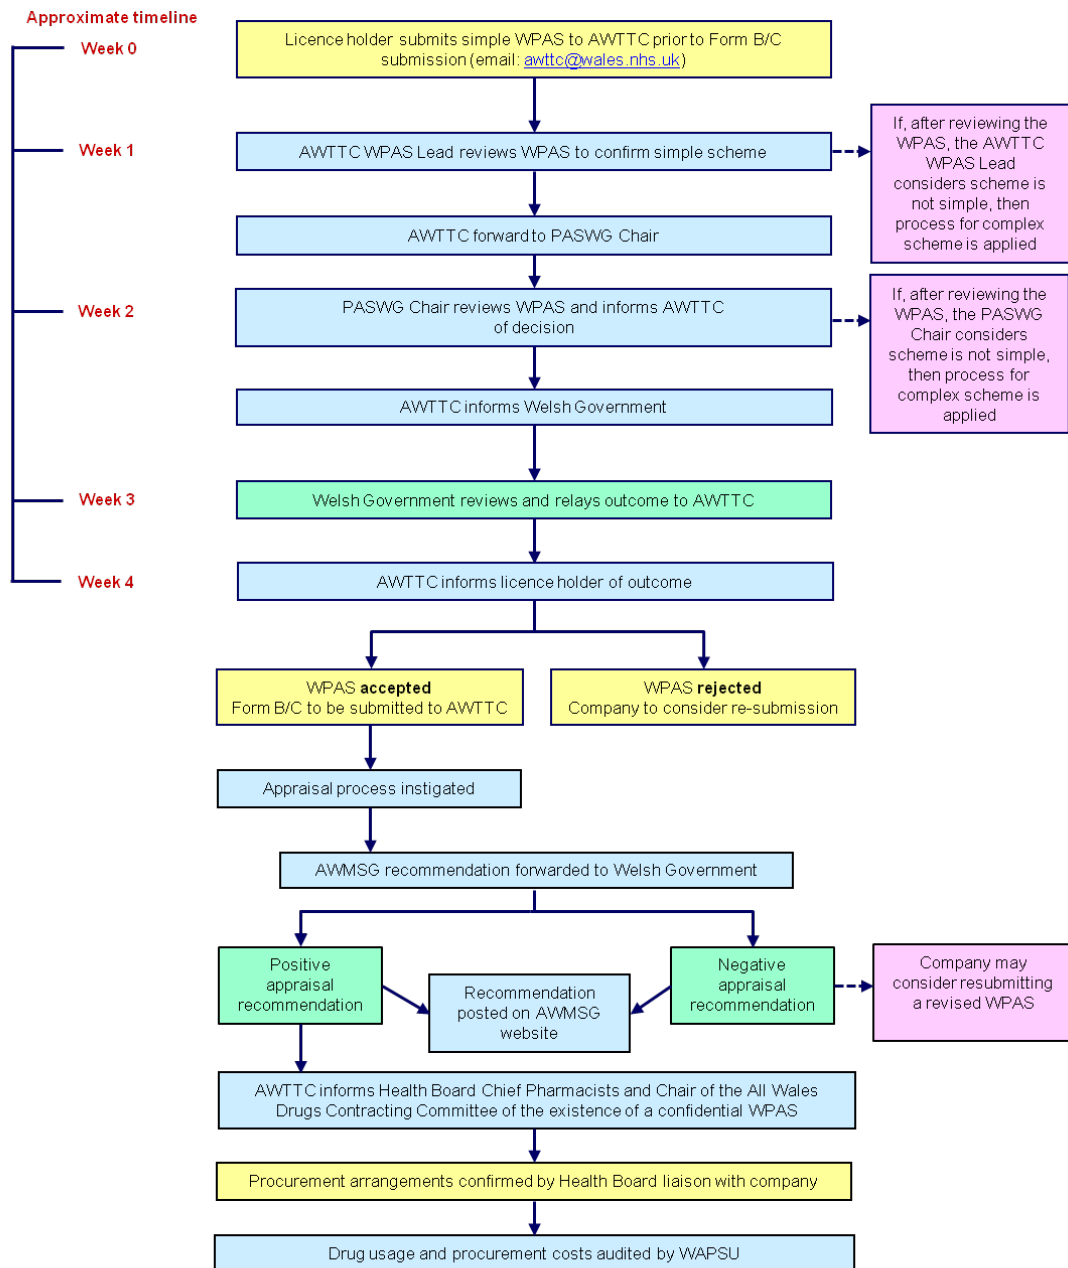 Approximate timeline
Week 0
Licence holder submits simple WPAS to AWTTC prior to Form B/C
submission (email: awttc@wales.nhs.uk)
Week 1
AWTTC WPAS Lead reviews WPAS to confirm simple scheme
If, after reviewing the
WPAS, the AWTTC
WPAS Lead
considers scheme is
not simple, then
process for complex
scheme is applied
AWTTC forward to PASWG Chair
Week 2
PASWG Chair reviews WPAS and informs AWTTC
of decision
If, after reviewing the
WPAS, the PASWG
Chair considers
scheme is not simple,
then process for
complex scheme is
applied
AWTTC informs Welsh Government
Week 3
Welsh Government reviews and relays outcome to AWTTC
Week 4
AWTTC informs licence holder of outcome
WPAS accepted
Form B/C to be submitted to AWTTC
WPAS rejected
Company to consider re-submission
Appraisal process instigated
AWMSG recommendation forwarded to Welsh Government
Positive
appraisal
recommendation
Recommendation
posted on AWMSG
website
Negative
appraisal
recommendation
Company may
consider resubmitting
a revised WPAS
AWTTC informs Health Board Chief Pharmacists and Chair of the All Wales
Drugs Contracting Committee of the existence of a confidential WPAS
Procurement arrangements confirmed by Health Board liaison with company
Drug usage and procurement costs audited by WAPSU